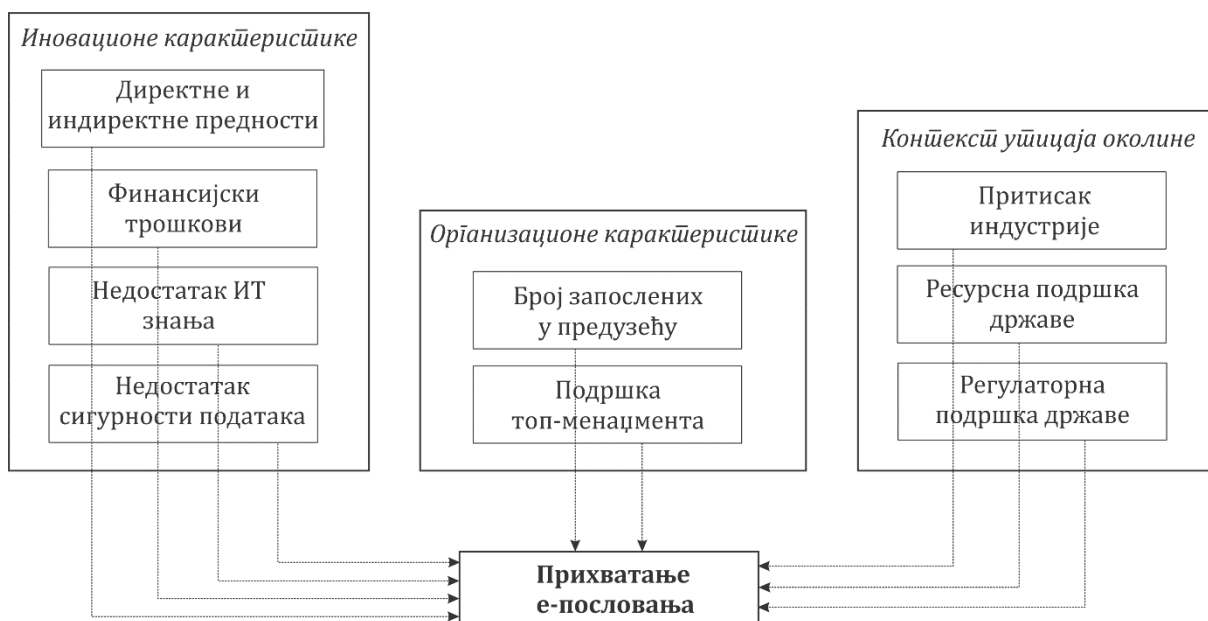 Иновационе карактеристике
Директне и
индиректне предности
Финансијски
трошкови
Недостатак ИТ
знања
Недостатак
сигурности података
Организационе карактеристике
Број запослених
у предузећу
Подршка
топ-менаџмента
Контекст утицаја околине
Притисак
индустрије
Ресурсна подршка
државе
Регулаторна
подршка државе
Прихватање
е-пословања